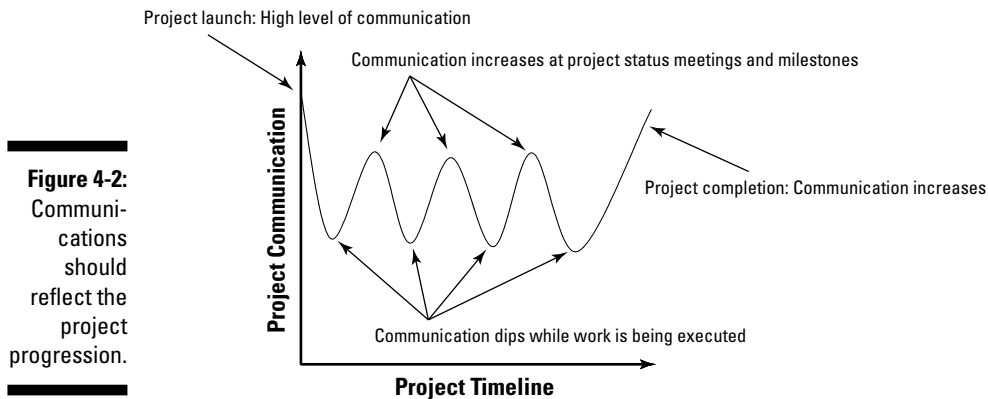 Project launch: High level of communication
Communication increases at project status meetings and milestones
Project Communication
Project completion: Communication increases
Communication dips while work is being executed
Project Timeline
Figure 4-2:
Communi-
cations
should
reflect the
project
progression.